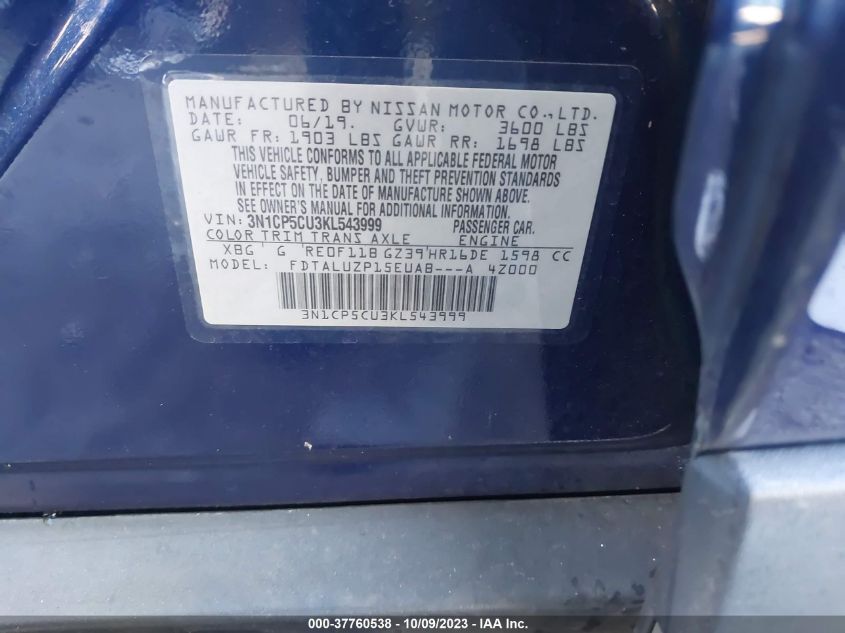 MANUFACTURED BY NISSAN MOTOR CO.,LTD.
DATE: 06/19. GVWR: 3600 LBS
GAWR FR: 1903 LBS GAWR RR: 1698 LBS
THIS VEHICLE CONFORMS TO ALL APPLICABLE FEDERAL MOTOR
VEHICLE SAFETY, BUMPER AND THEFT PREVENTION STANDARDS
IN EFFECT ON THE DATE OF MANUFACTURE SHOWN ABOVE.
SEE OWNER'S MANUAL FOR ADDITIONAL INFORMATION.
VIN: 3N1CP5CU3KL543999 PASSENGER CAR.
COLOR TRIM TRANS AXLE ENGINE
XBG ' G 'RE0F11B GZ39'HR16DE 1598 CC
MODEL: FDTALUZP15EUAB---A 4Z000
3N1CP5CU3KL543999
000-37760538 - 10/09/2023 - IAA Inc.